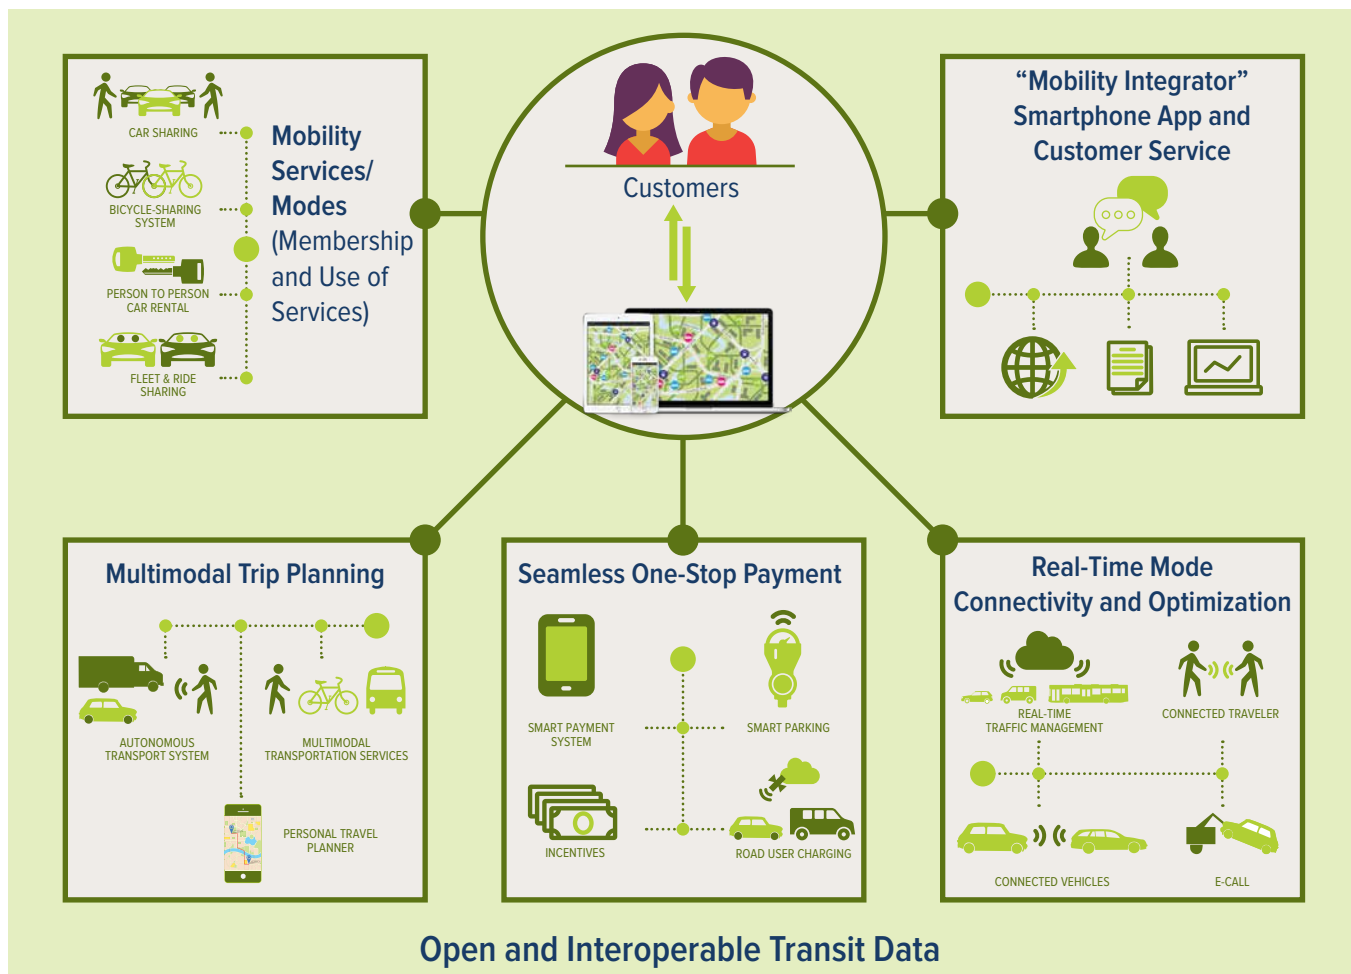 CAR SHARING
BICYCLE-SHARING
SYSTEM
PERSON TO PERSON
CAR RENTAL
FLEET & RIDE
SHARING
Mobility
Services/
Modes
(Membership
and Use of
Services)
Customers
“Mobility Integrator”
Smartphone App and
Customer Service
Multimodal Trip Planning
AUTONOMOUS
TRANSPORT SYSTEM
MULTIMODAL
TRANSPORTATION SERVICES
PERSONAL TRAVEL
PLANNER
Seamless One-Stop Payment
SMART PAYMENT
SYSTEM
SMART PARKING
INCENTIVES
ROAD USER CHARGING
Real-Time Mode
Connectivity and Optimization
REAL-TIME
TRAFFIC MANAGEMENT
CONNECTED TRAVELER
CONNECTED VEHICLES
E-CALL
Open and Interoperable Transit Data